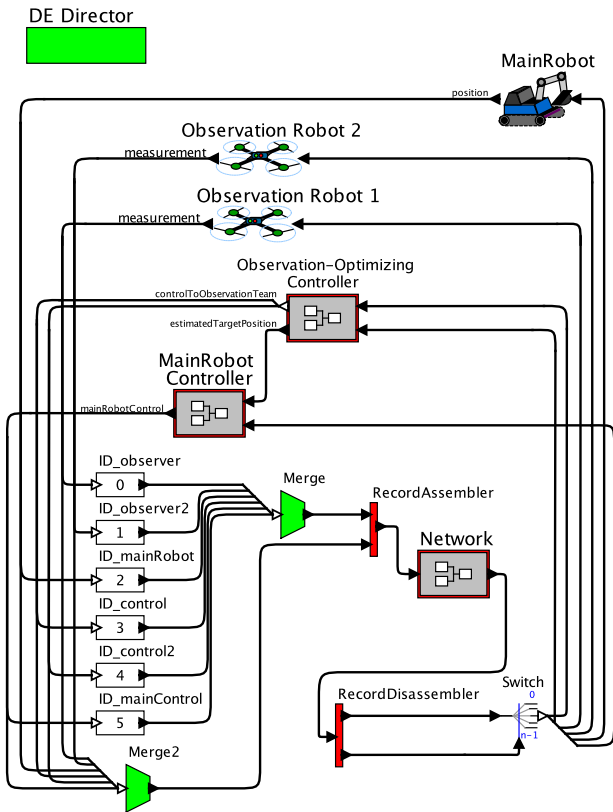 DE Director
MainRobot
position
Observation Robot 2
measurement
Observation Robot 1
measurement
Observation-Optimizing
Controller
controlToObservationTeam
estimatedTargetPosition
MainRobot
Controller
mainRobotControl
ID_observer
0
Merge
RecordAssembler
ID_observer2
1
Network
ID_mainRobot
2
ID_control
3
ID_control2
4
Switch
0
n-1
RecordDisassembler
ID_mainControl
5
Merge2